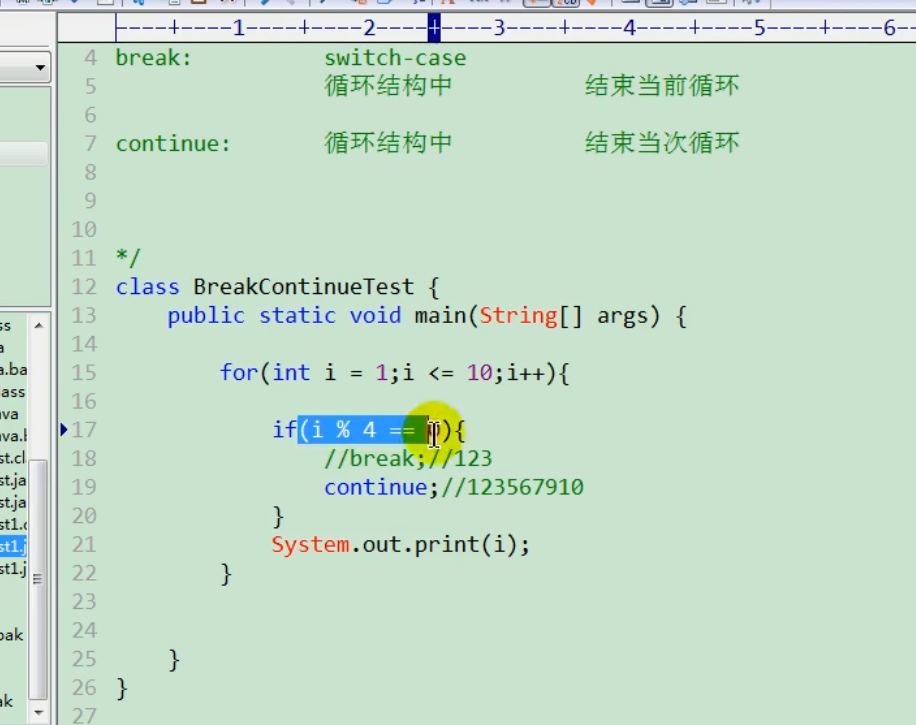 ----+----1----+----2----+----3----+----4----+----5----+----6--
4 break: switch-case
5 循环结构中 结束当前循环
6
7 continue: 循环结构中 结束当次循环
8
9
10
11 */
12 class BreakContinueTest {
13 public static void main(String[] args) {
14
15 for(int i = 1;i <= 10;i++){
16
17 if(i % 4 == ){
18 //break;//123
19 continue;//123567910
20 }
21 System.out.print(i);
22 }
23
24
25 }
26 }
27
ss
a
a.ba
lass
va
va.l
st.cl
st.ja
st.ja
st1.c
st1.j
st1.j
bak
ak